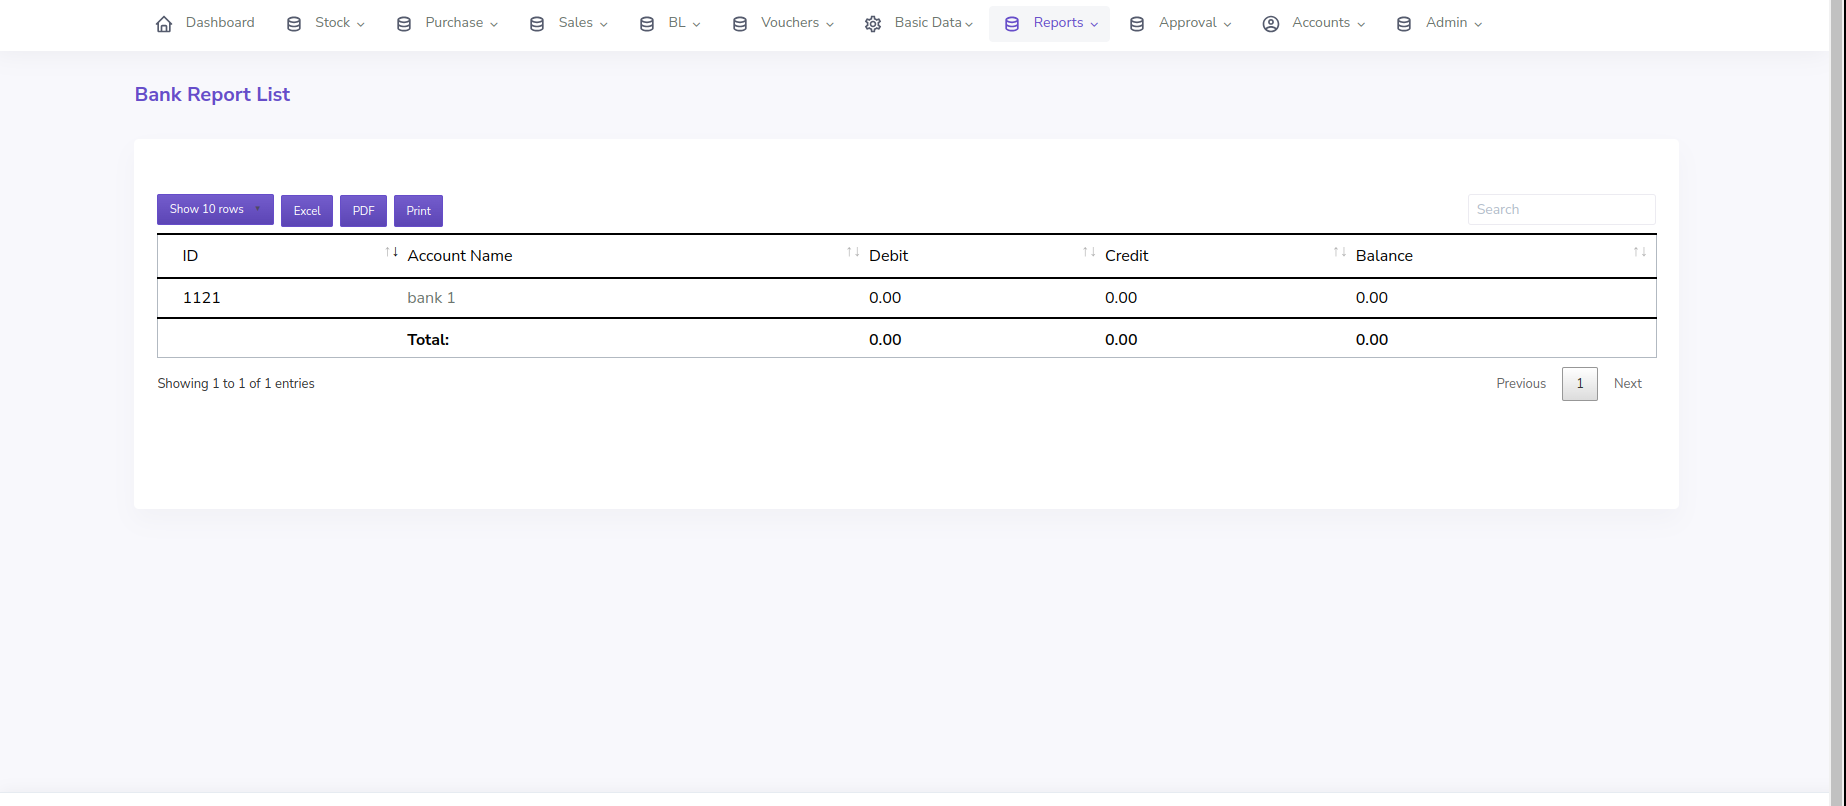 Dashboard Stock Purchase Sales BL Vouchers Basic Data Reports Approval Accounts Admin
Bank Report List
Show 10 rows Excel PDF Print Search
ID Account Name Debit Credit Balance
1121 bank 1 0.00 0.00 0.00
Total: 0.00 0.00 0.00
Showing 1 to 1 of 1 entries Previous 1 Next